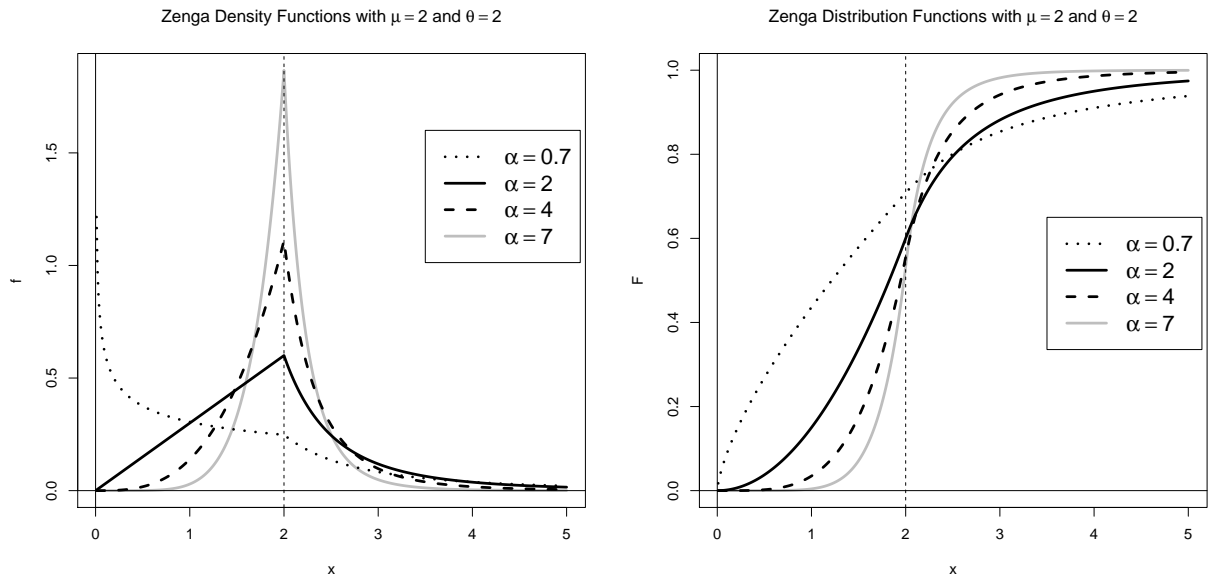 Zenga Density Functions with μ = 2 and θ = 2
f
0.0
0.5
1.0
1.5
α = 0.7
α = 2
α = 4
α = 7
0 1 2 3 4 5
x
Zenga Distribution Functions with μ = 2 and θ = 2
F
0.0
0.2
0.4
0.6
0.8
1.0
α = 0.7
α = 2
α = 4
α = 7
0 1 2 3 4 5
x